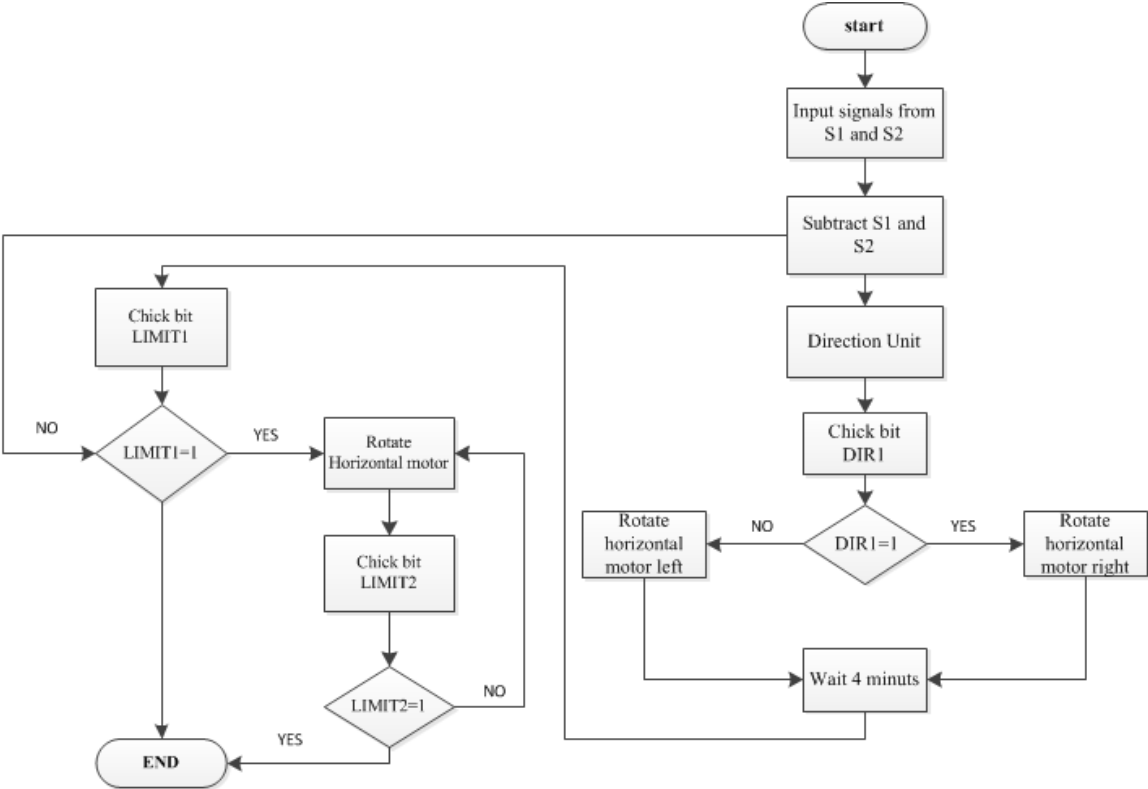 start
Input signals from
S1 and S2
Subtract S1 and
S2
Direction Unit
Chick bit
DIR1
DIR1=1
NO
YES
Rotate
horizontal
motor left
Rotate
horizontal
motor right
Wait 4 minuts
Chick bit
LIMIT1
NO
LIMIT1=1
YES
Rotate
Horizontal motor
Chick bit
LIMIT2
LIMIT2=1
NO
YES
END